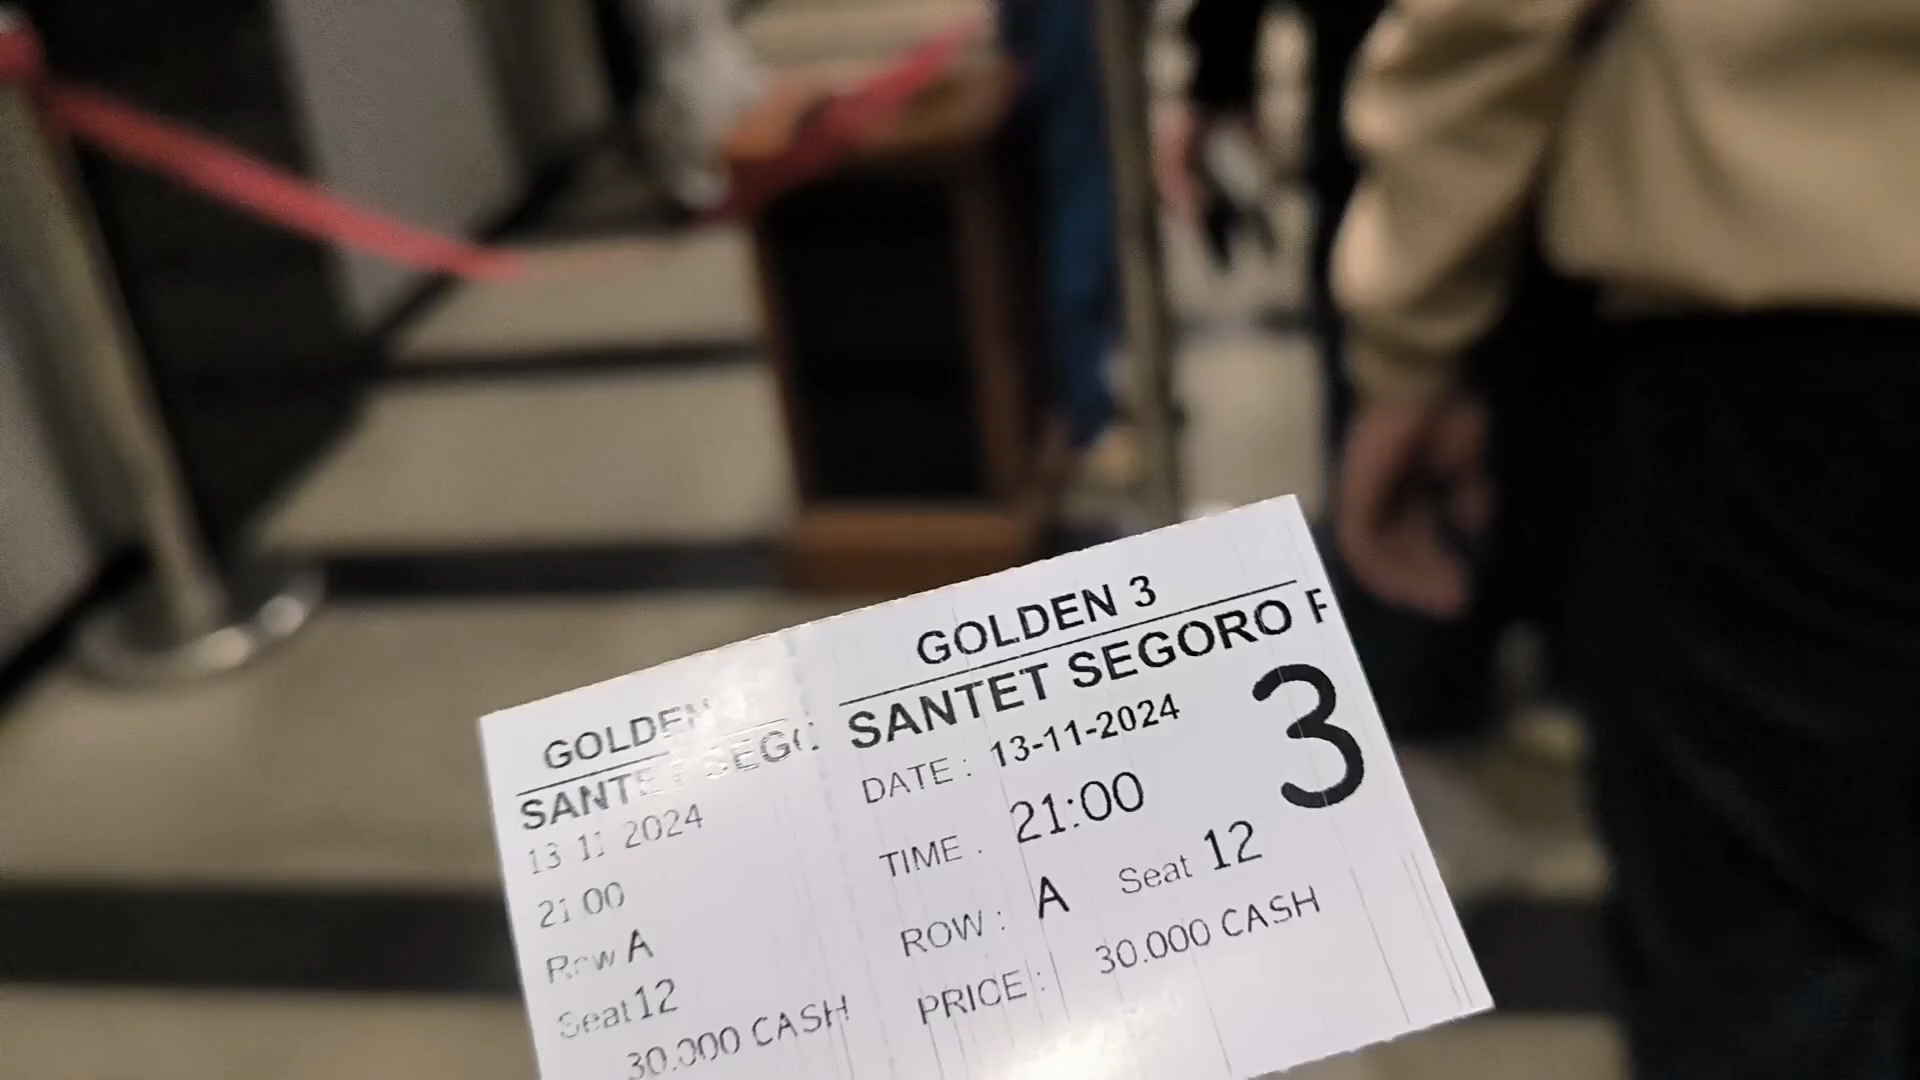 GOLDEN
SANTET SEGO
13 11 2024
21 00
Row A
Seat 12
30.000 CASH
GOLDEN 3
SANTET SEGORO
DATE : 13-11-2024
3
TIME : 21:00
ROW : A Seat 12
PRICE : 30.000 CASH